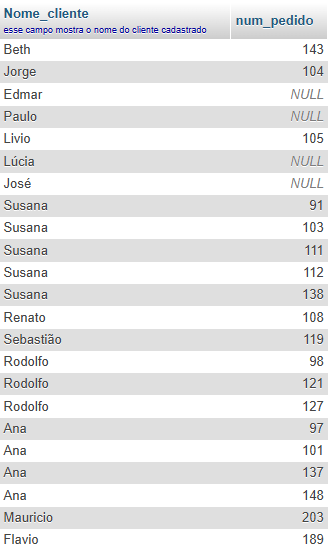 Nome_cliente num_pedido
esse campo mostra o nome do cliente cadastrado
Beth 143
Jorge 104
Edmar NULL
Paulo NULL
Livio 105
Lúcia NULL
José NULL
Susana 91
Susana 103
Susana 111
Susana 112
Susana 138
Renato 108
Sebastião 119
Rodolfo 98
Rodolfo 121
Rodolfo 127
Ana 97
Ana 101
Ana 137
Ana 148
Mauricio 203
Flavio 189